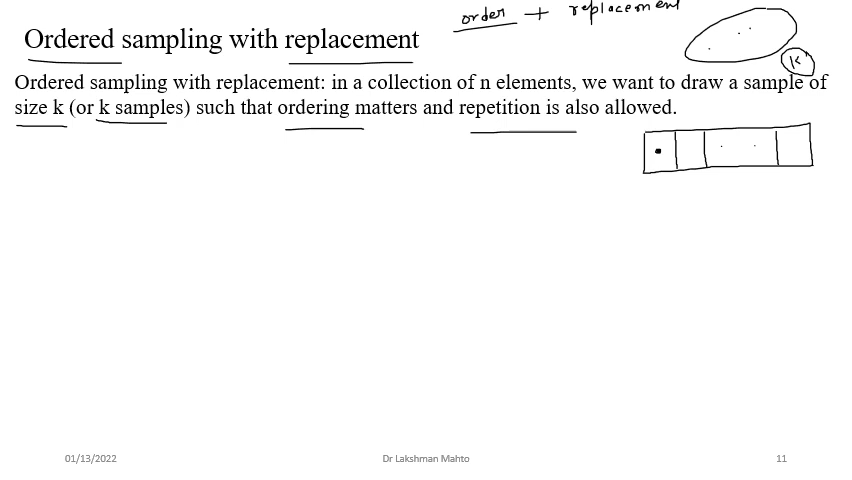 order + replacement
Ordered sampling with replacement
K
Ordered sampling with replacement: in a collection of n elements, we want to draw a sample of
size k (or k samples) such that ordering matters and repetition is also allowed.
01/13/2022 Dr Lakshman Mahto 11